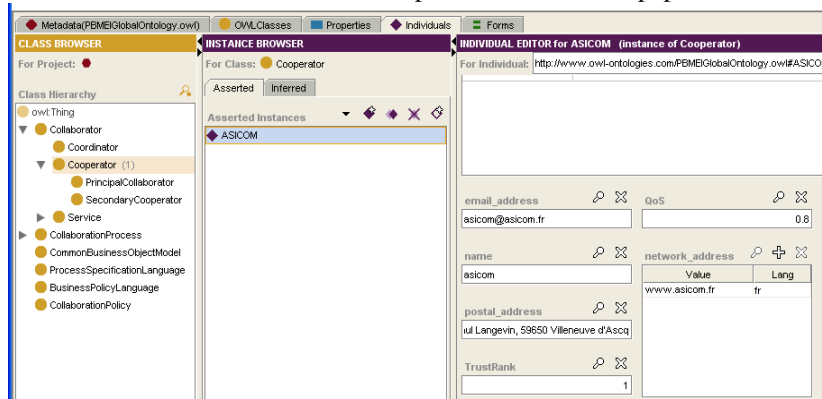 Metadata(PBMEIGlobalOntology.owl)
OWLClasses
Properties
Individuals
Forms
CLASS BROWSER
For Project:
Class Hierarchy
owl:Thing
Collaborator
Coordinator
Cooperator (1)
PrincipalCollaborator
SecondaryCooperator
Service
CollaborationProcess
CommonBusinessObjectModel
ProcessSpecificationLanguage
BusinessPolicyLanguage
CollaborationPolicy
INSTANCE BROWSER
For Class: Cooperator
Asserted Inferred
Asserted Instances
ASICOM
INDIVIDUAL EDITOR for ASICOM (instance of Cooperator)
For Individual: http://www.owl-ontologies.com/PBMEIGlobalOntology.owl#ASICO
email_address
asicom@asicom.fr
QoS
0.8
name
asicom
network_address
Value Lang
www.asicom.fr fr
postal_address
ul Langevin, 59650 Villeneuve d'Ascq
TrustRank
1